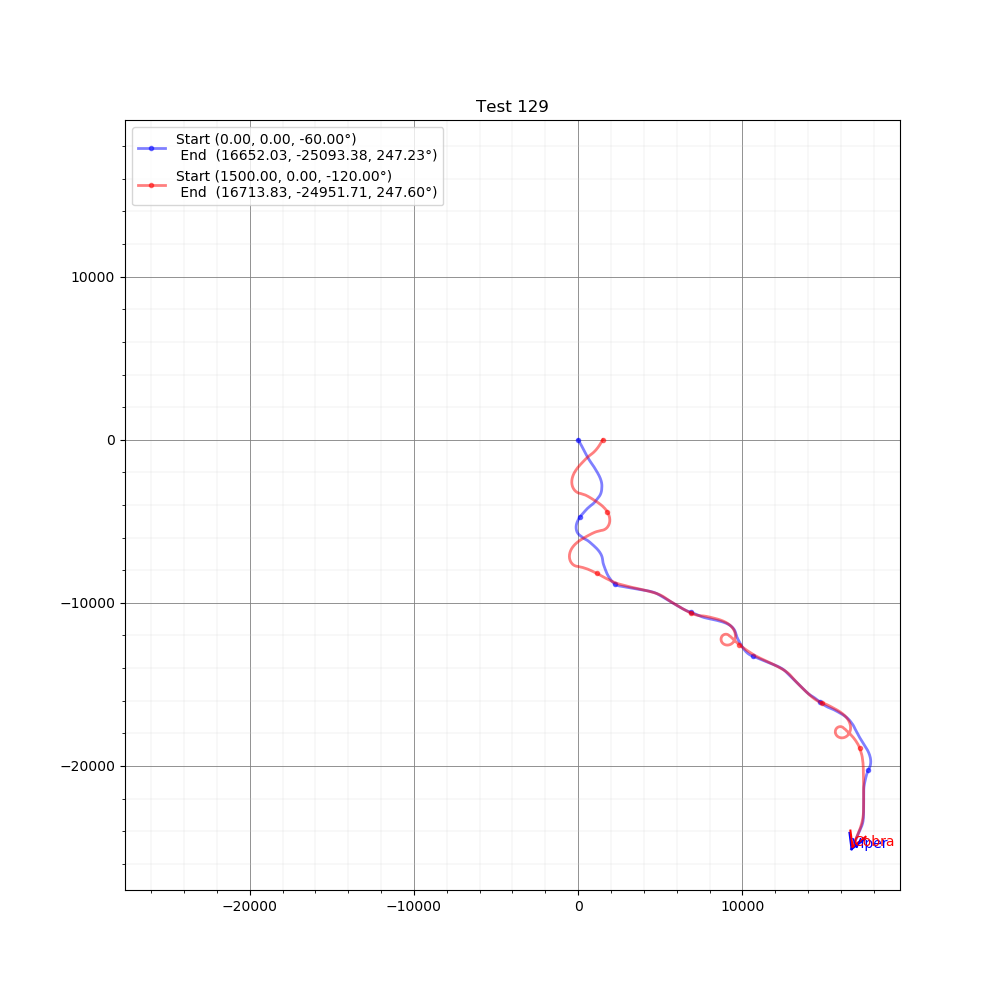 Test 129
Start (0.00, 0.00, -60.00°)
End (16652.03, -25093.38, 247.23°)
Start (1500.00, 0.00, -120.00°)
End (16713.83, -24951.71, 247.60°)
10000
0
−10000
−20000
−20000
−10000
0
10000